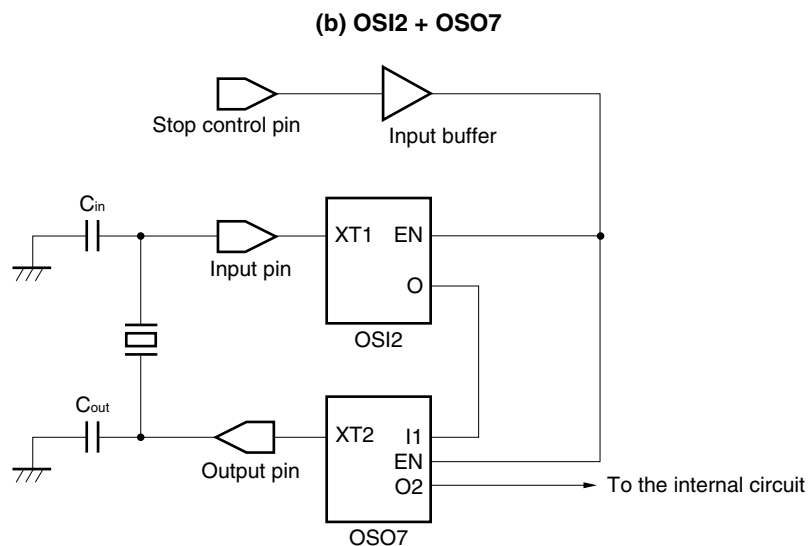 (b) OSI2 + OSO7
Stop control pin
Input buffer
Cin
XT1 EN
Input pin
O
OSI2
Cout
XT2 I1
EN
Output pin
O2
To the internal circuit
OSO7